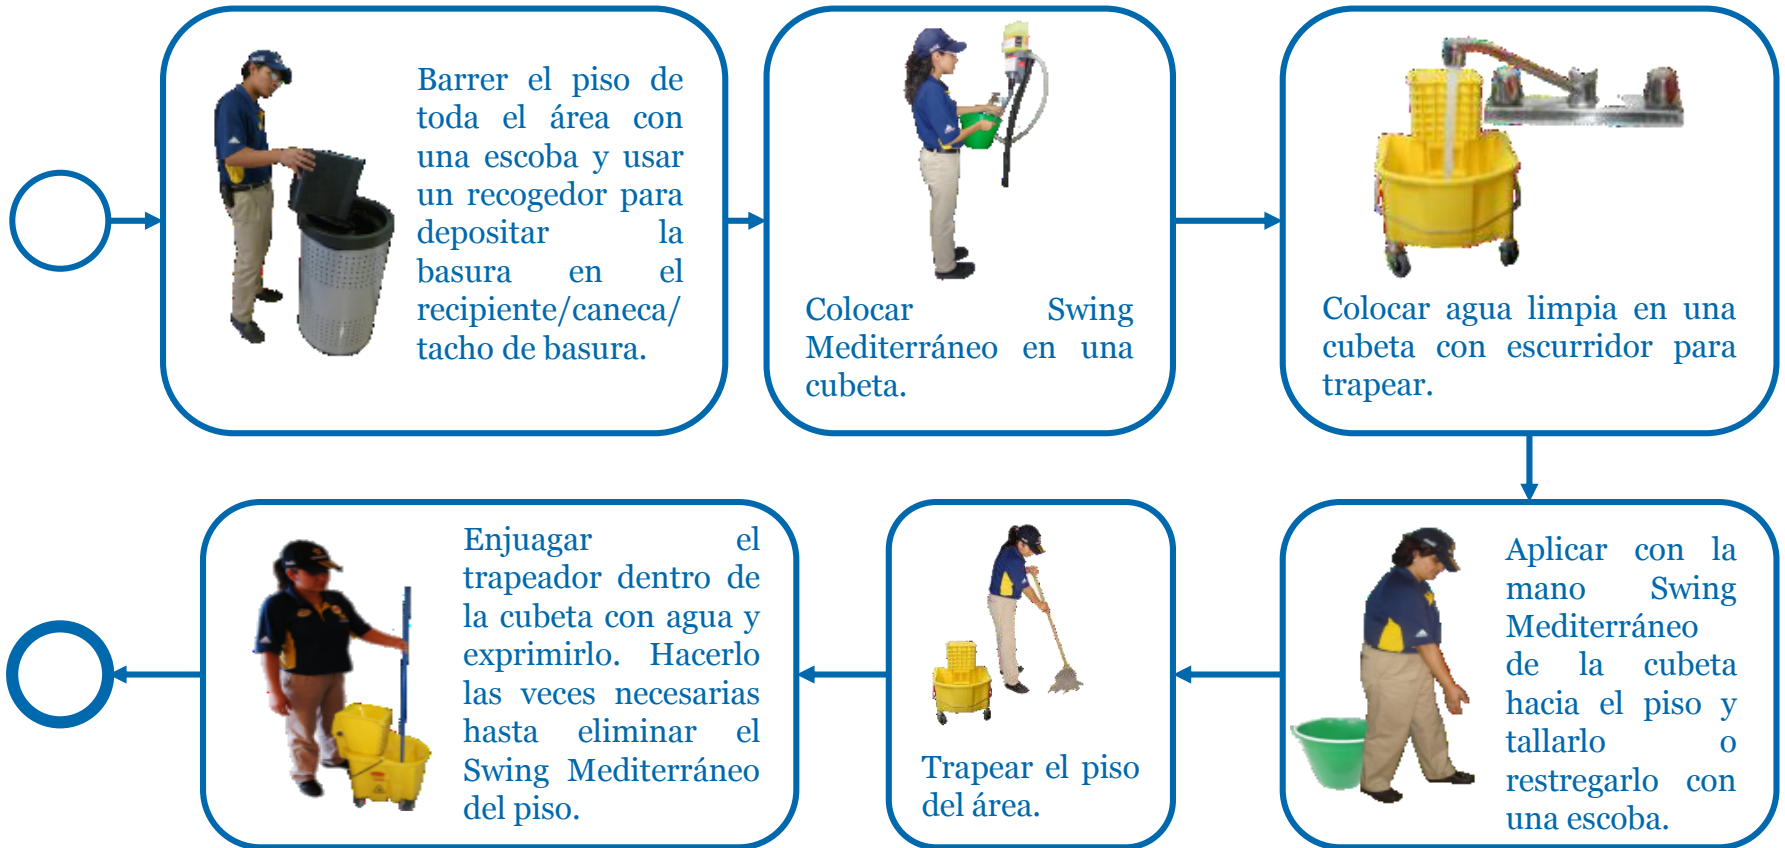 Barrer el piso de
toda el área con
una escoba y usar
un recogedor para
depositar la
basura en el
recipiente/caneca/
tacho de basura.
Colocar Swing
Mediterráneo en una
cubeta.
Colocar agua limpia en una
cubeta con escurridor para
trapear.
Aplicar con la
mano Swing
Mediterráneo
de la cubeta
hacia el piso y
tallarlo o
restregarlo con
una escoba.
Trapear el piso
del área.
Enjuagar el
trapeador dentro de
la cubeta con agua y
exprimirlo. Hacerlo
las veces necesarias
hasta eliminar el
Swing Mediterráneo
del piso.